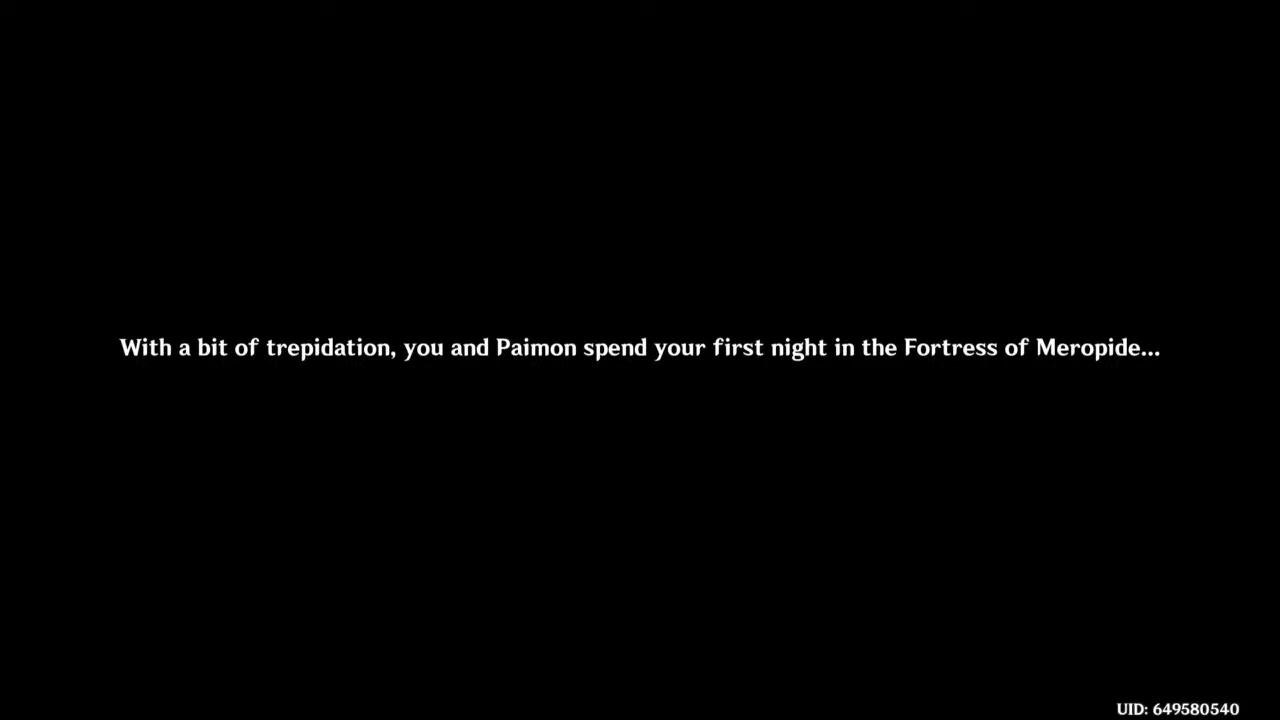 With a bit of trepidation, you and Paimon spend your first night in the Fortress of Meropide...
UID: 649580540